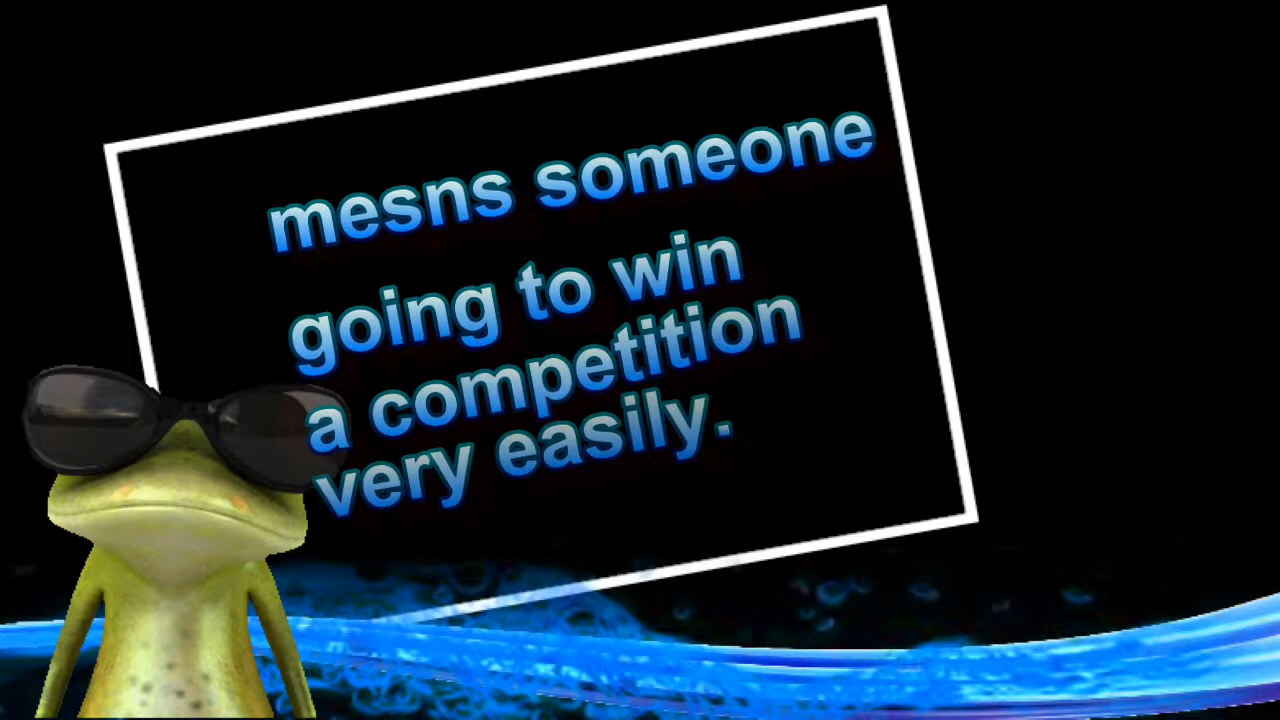 mesns someone
going to win
a competition
very easily.